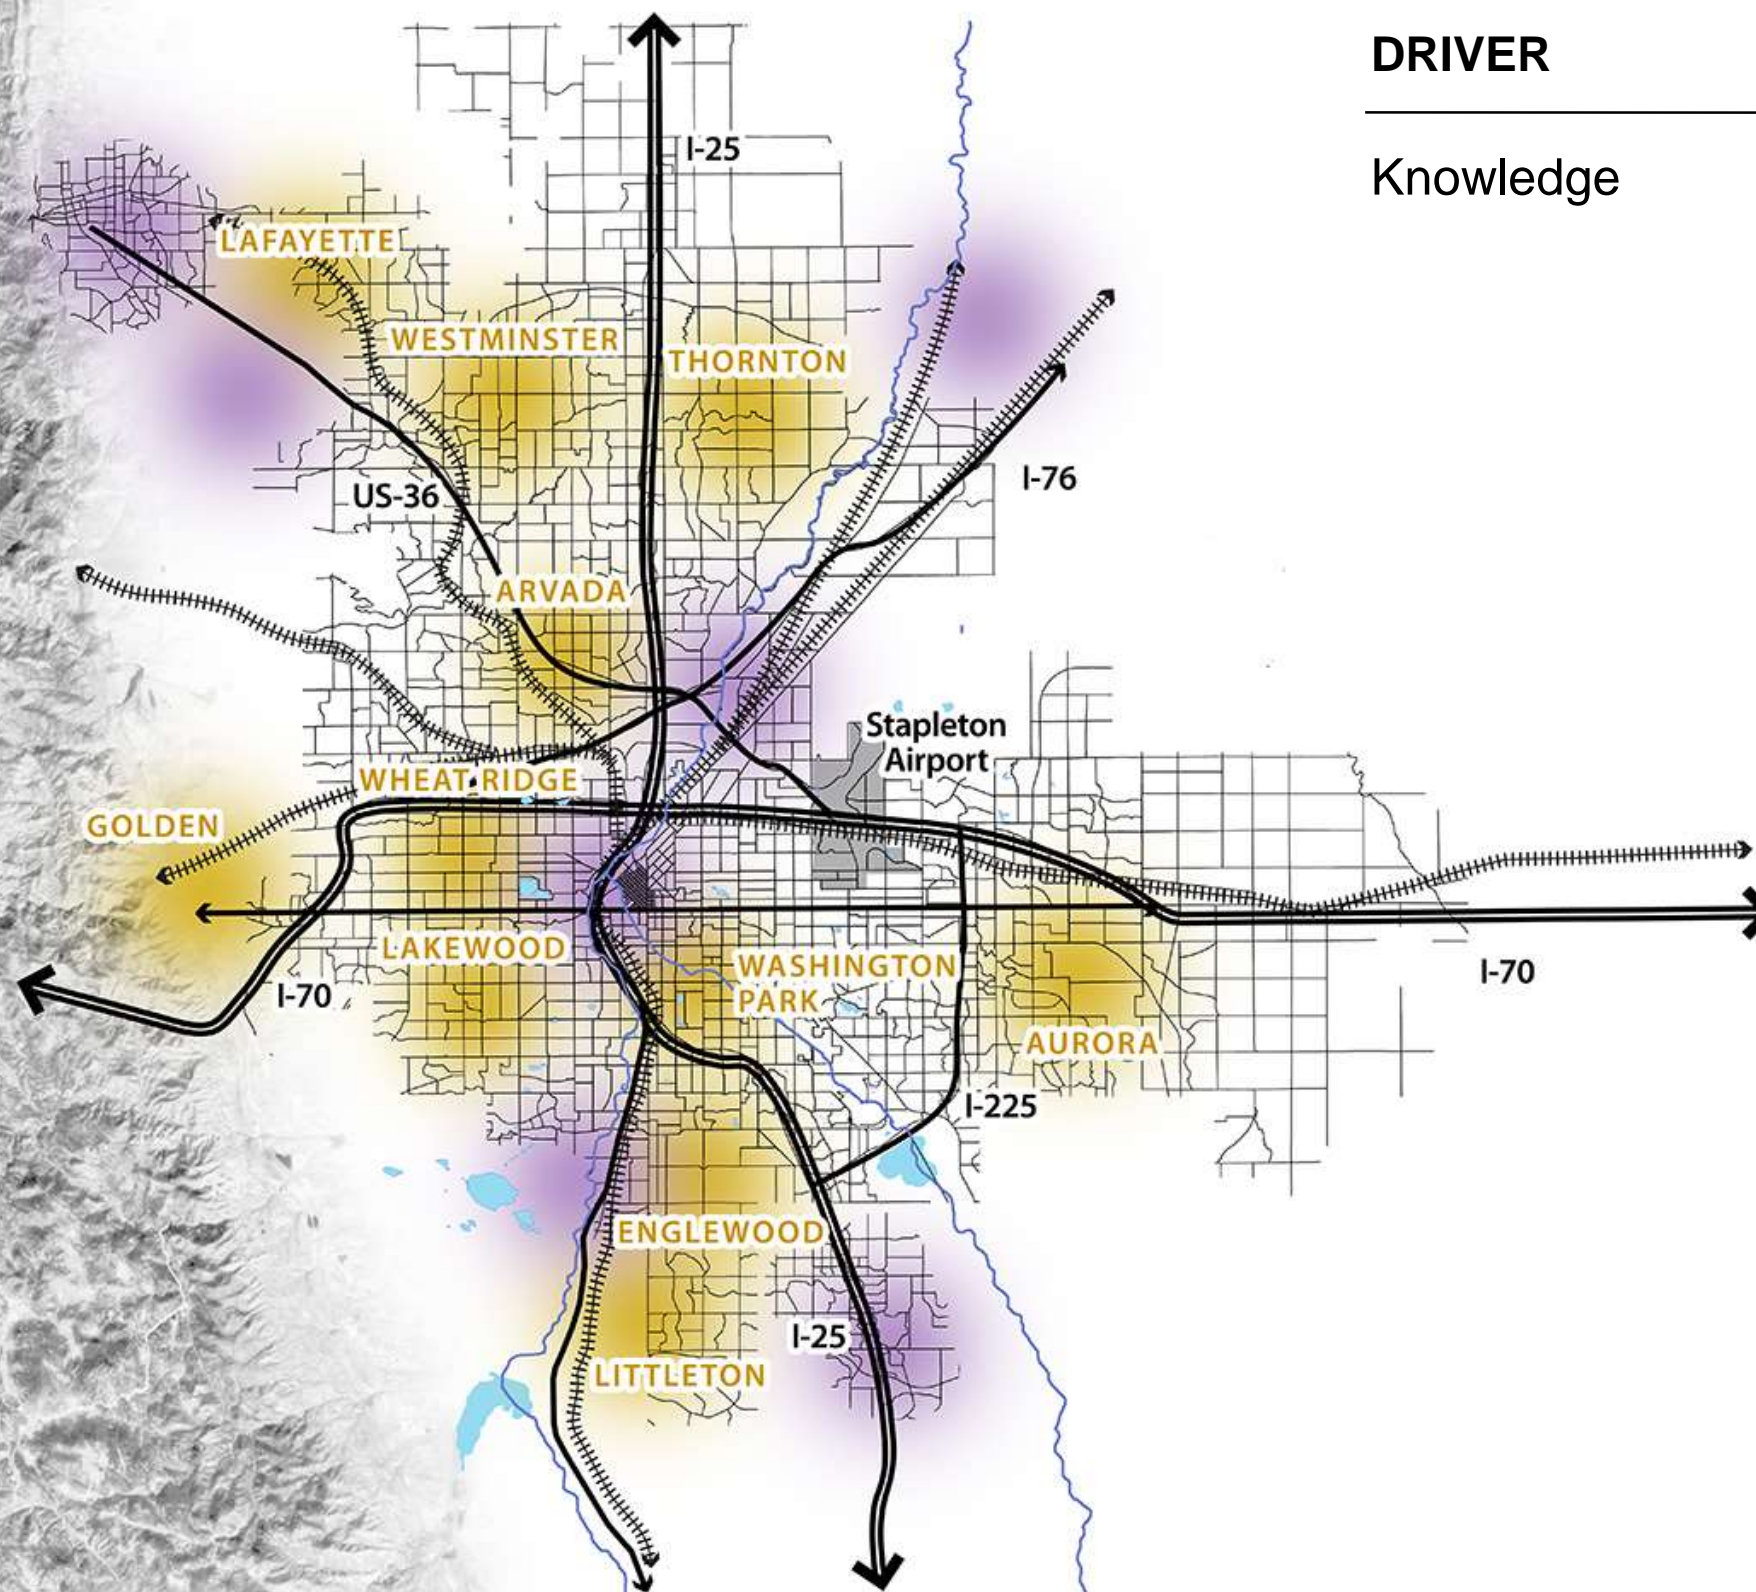 DRIVER
Knowledge
I-25
LAFAYETTE
WESTMINSTER
THORNTON
US-36
I-76
ARVADA
Stapleton
Airport
WHEAT RIDGE
GOLDEN
LAKEWOOD
WASHINGTON
PARK
I-70
I-70
AURORA
I-225
ENGLEWOOD
I-25
LITTLETON